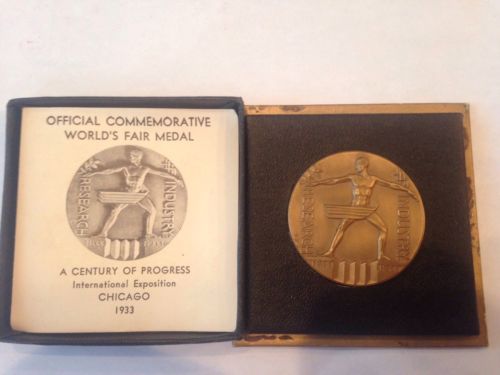 OFFICIAL COMMEMORATIVE
WORLD'S FAIR MEDAL
RESEARCH
INDUSTRY
A CENTURY OF PROGRESS
International Exposition
CHICAGO
1933
RESEARCH
INDUSTRY